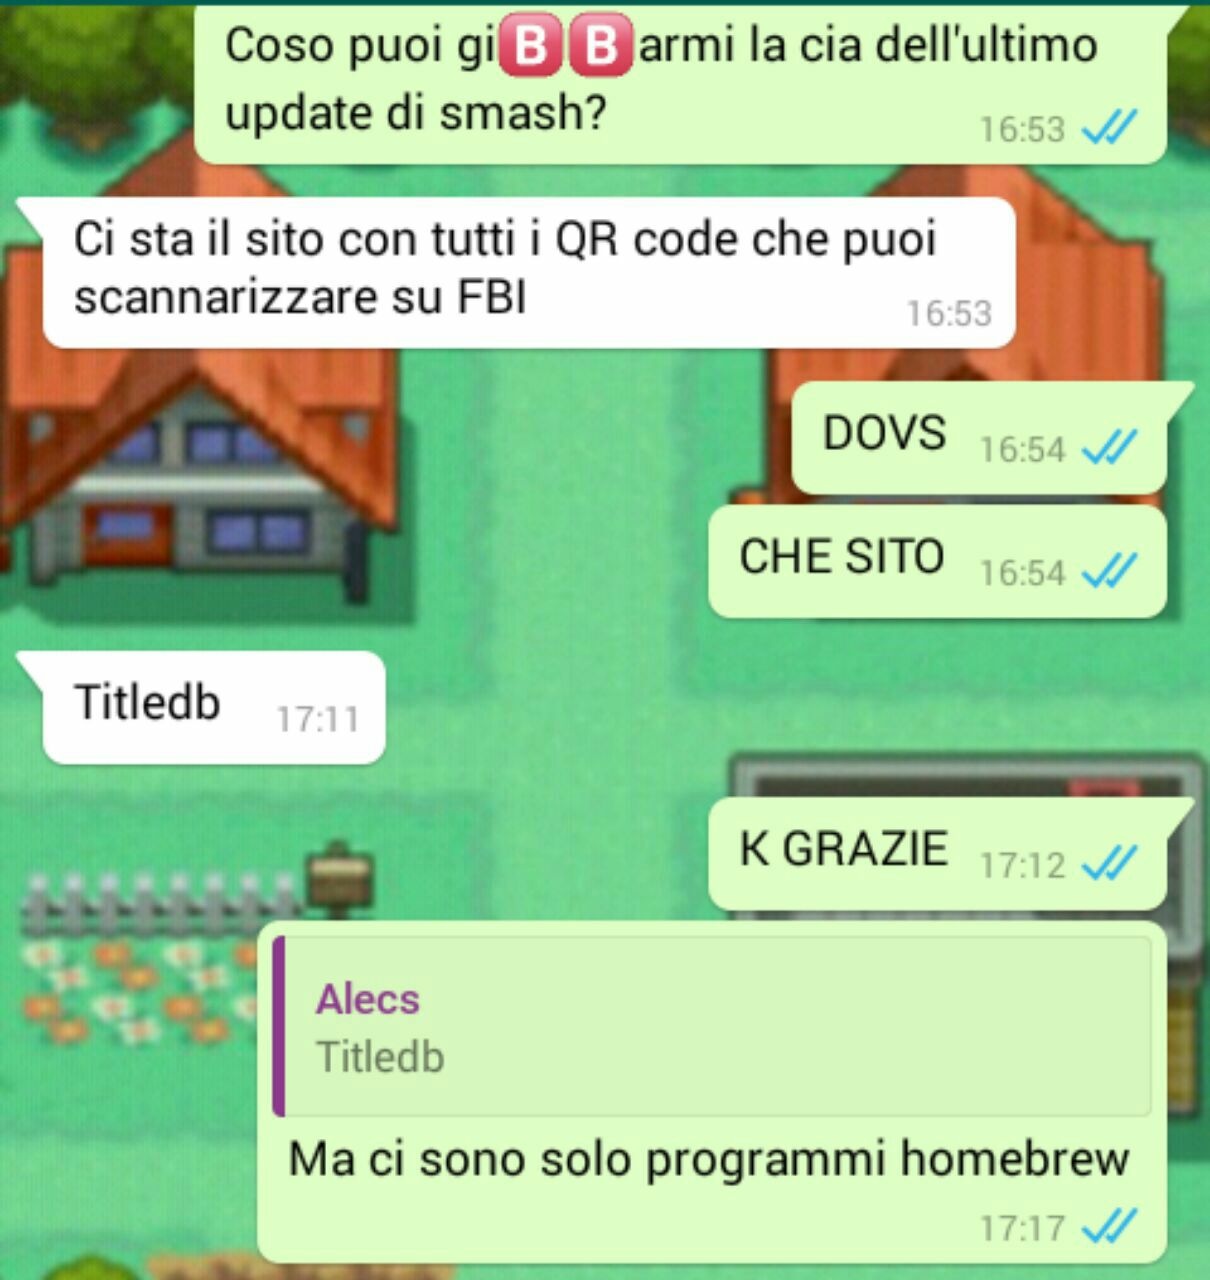 Coso puoi gi🅱🅱armi la cia dell'ultimo
update di smash?
16:53
Ci sta il sito con tutti i QR code che puoi
scannarizzare su FBI
16:53
DOVS 16:54
CHE SITO 16:54
Titledb 17:11
K GRAZIE 17:12
Alecs
Titledb
Ma ci sono solo programmi homebrew
17:17